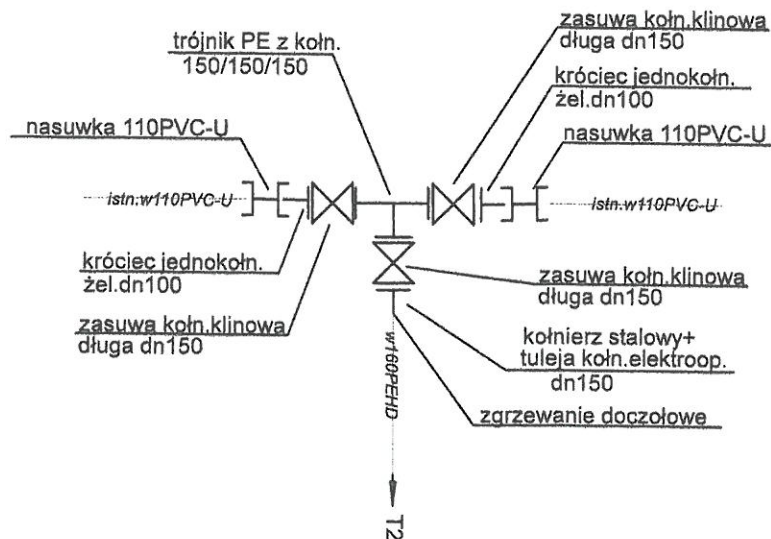 zasuwa kołn.klinowa
długa dn150
trójnik PE z kołn.
150/150/150
króciec jednokołn.
żel.dn100
nasuwka 110PVC-U
nasuwka 110PVC-U
istn.w110PVC-U
istn.w110PVC-U
króciec jednokołn.
żel.dn100
zasuwa kołn.klinowa
długa dn150
zasuwa kołn.klinowa
długa dn150
kołnierz stalowy+
tuleja kołn.elektroop.
dn150
w160PEHD
zgrzewanie doczołowe
T2